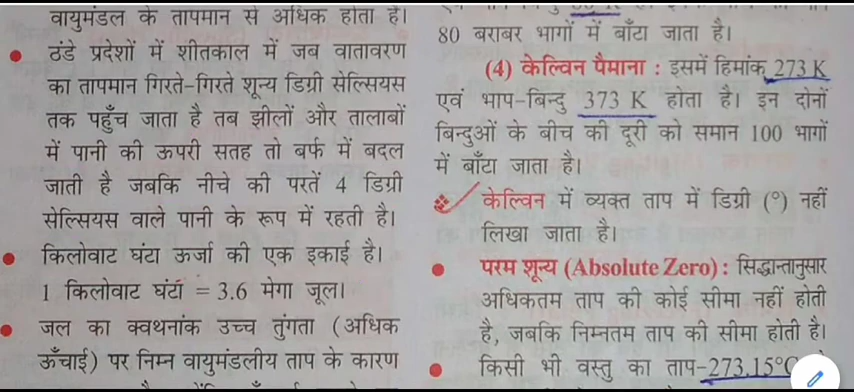 वायुमंडल के तापमान से अधिक होता है।
ठंडे प्रदेशों में शीतकाल में जब वातावरण
का तापमान गिरते-गिरते शून्य डिग्री सेल्सियस
तक पहुँच जाता है तब झीलों और तालाबों
में पानी की ऊपरी सतह तो बर्फ में बदल
जाती है जबकि नीचे की परतें 4 डिग्री
सेल्सियस वाले पानी के रूप में रहती है।
किलोवाट घंटा ऊर्जा की एक इकाई है।
1 किलोवाट घंटा = 3.6 मेगा जूल।
जल का क्वथनांक उच्च तुंगता (अधिक
ऊँचाई) पर निम्न वायुमंडलीय ताप के कारण
80 बराबर भागों में बाँटा जाता है।
(4) केल्विन पैमाना : इसमें हिमांक 273 K
एवं भाप-बिन्दु 373 K होता है। इन दोनों
बिन्दुओं के बीच की दूरी को समान 100 भागों
में बाँटा जाता है।
केल्विन में व्यक्त ताप में डिग्री (°) नहीं
लिखा जाता है।
परम शून्य (Absolute Zero) : सिद्धान्तानुसार
अधिकतम ताप की कोई सीमा नहीं होती
है, जबकि निम्नतम ताप की सीमा होती है।
किसी भी वस्तु का ताप-273.15°C